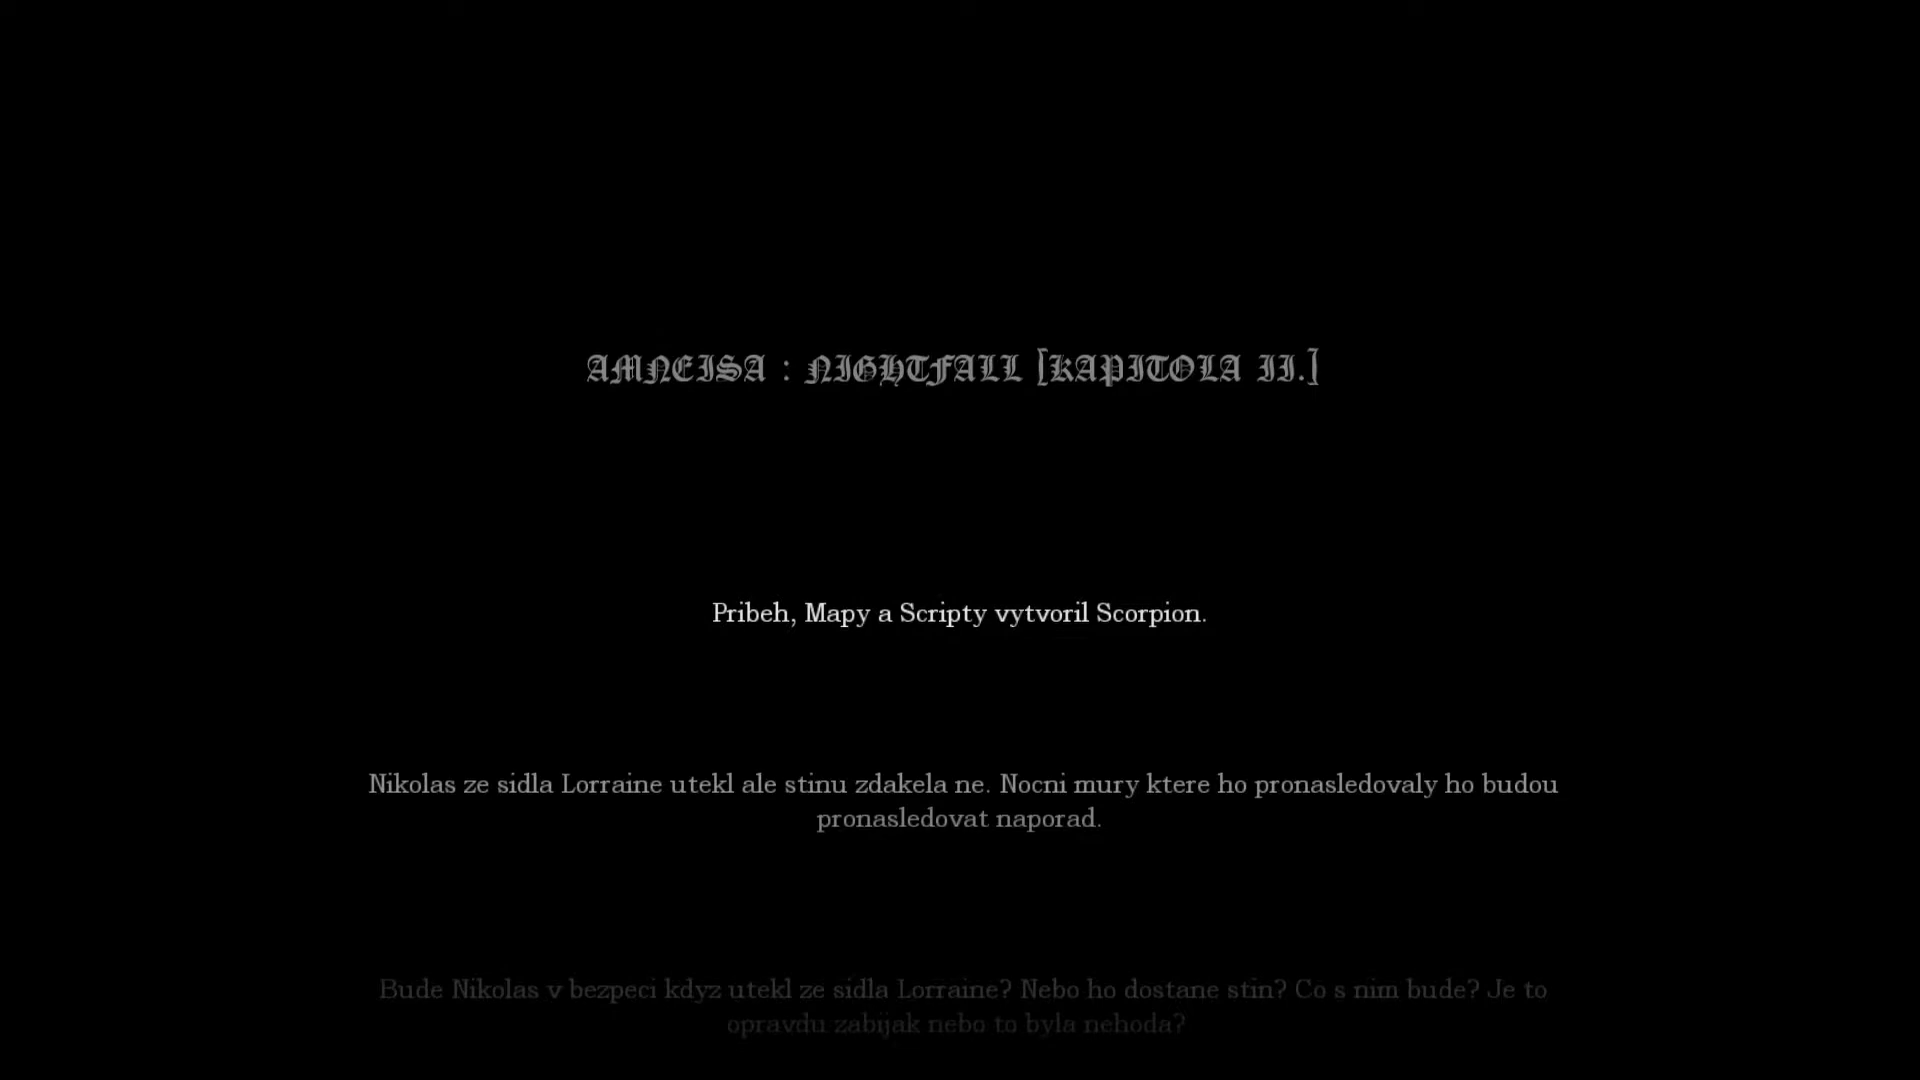 AMNEISA : NIGHTFALL [KAPITOLA II.]
Pribeh, Mapy a Scripty vytvoril Scorpion.
Nikolas ze sidla Lorraine utekl ale stinu zdakela ne. Nocni mury ktere ho pronasledovaly ho budou
pronasledovat naporad.
Bude Nikolas v bezpeci kdyz utekl ze sidla Lorraine? Nebo ho dostane stin? Co s nim bude? Je to
opravdu zabijak nebo to byla nehoda?